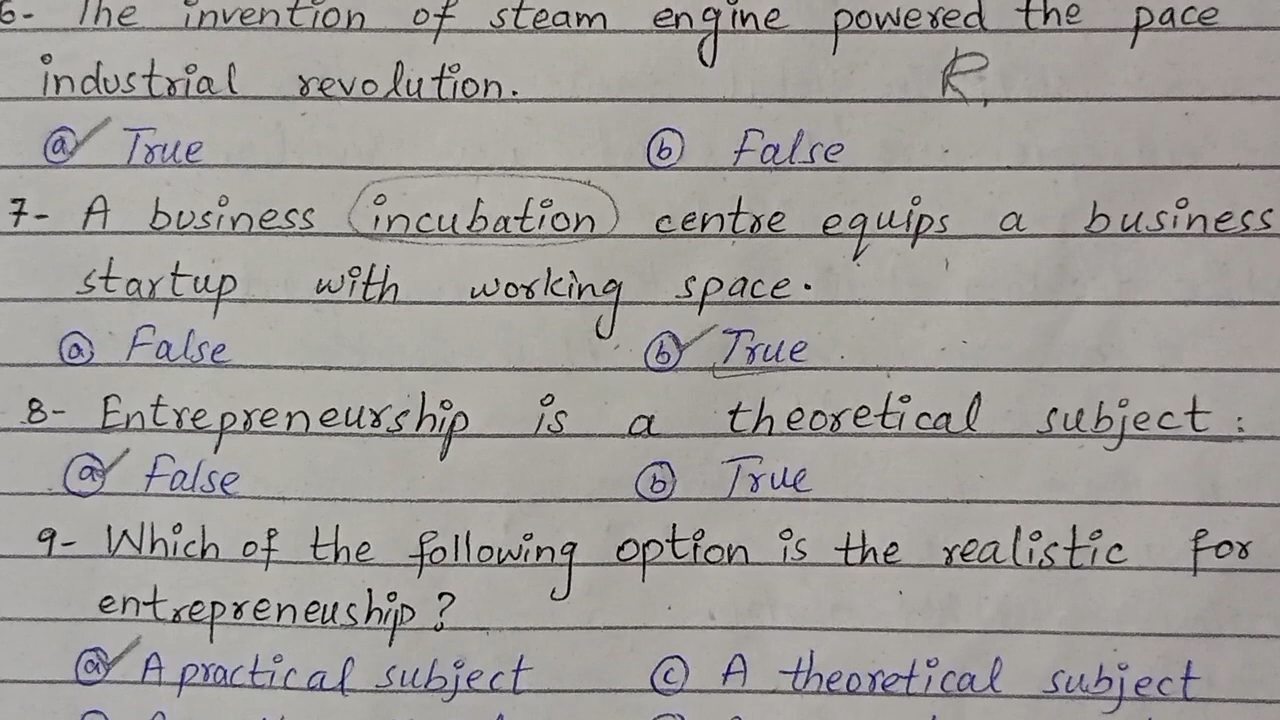 6- The invention of steam engine powered the pace
industrial revolution.
R
ⓐ True ⓑ False
7- A business incubation centre equips a business
startup with working space.
ⓐ False ⓑ True
8- Entrepreneurship is a theoretical subject:
ⓐ False ⓑ True
9- Which of the following option is the realistic for
entrepreneuship?
ⓐ A practical subject ⓒ A theoretical subject